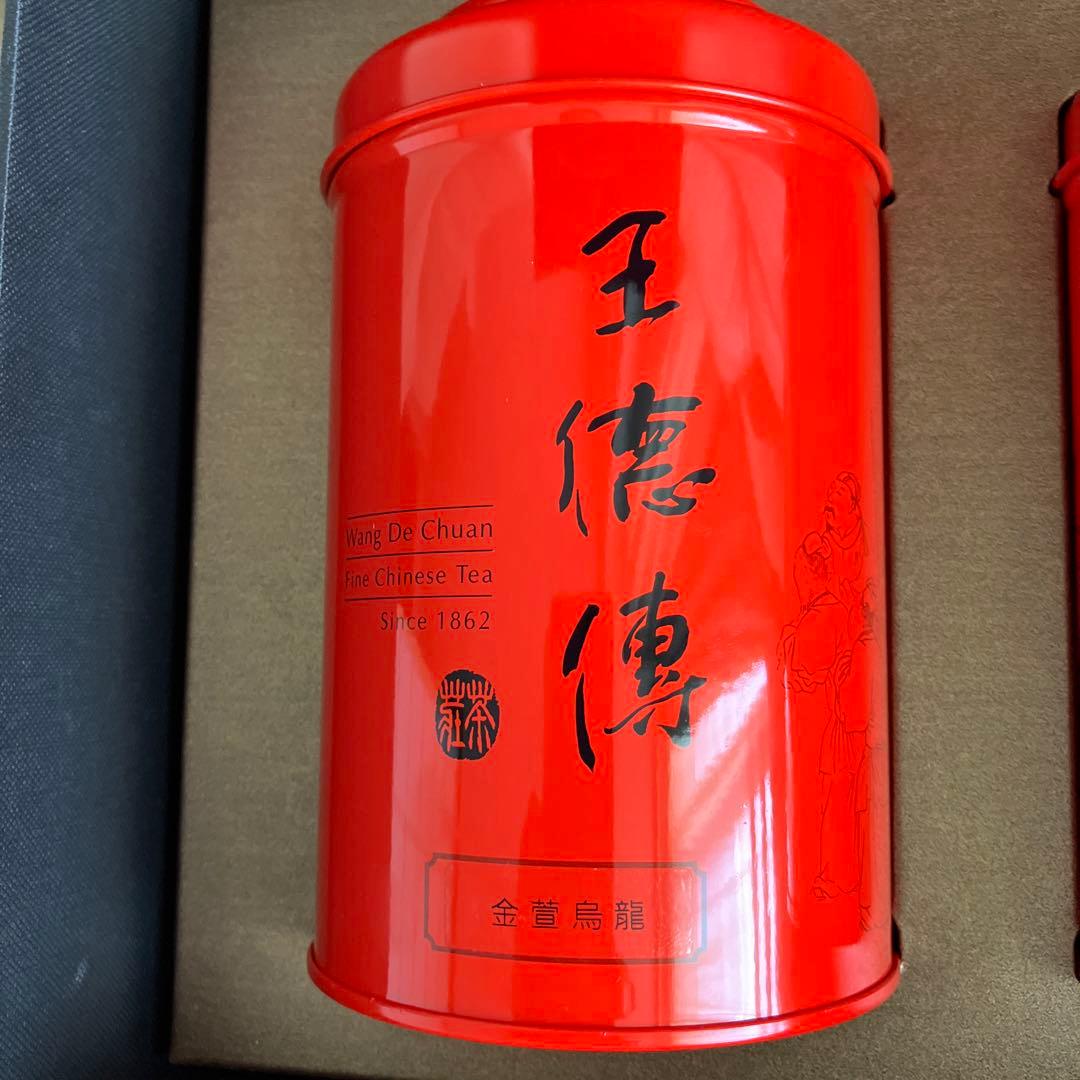 王德傳
Wang De Chuan
Fine Chinese Tea
Since 1862
茶莊
金萱烏龍